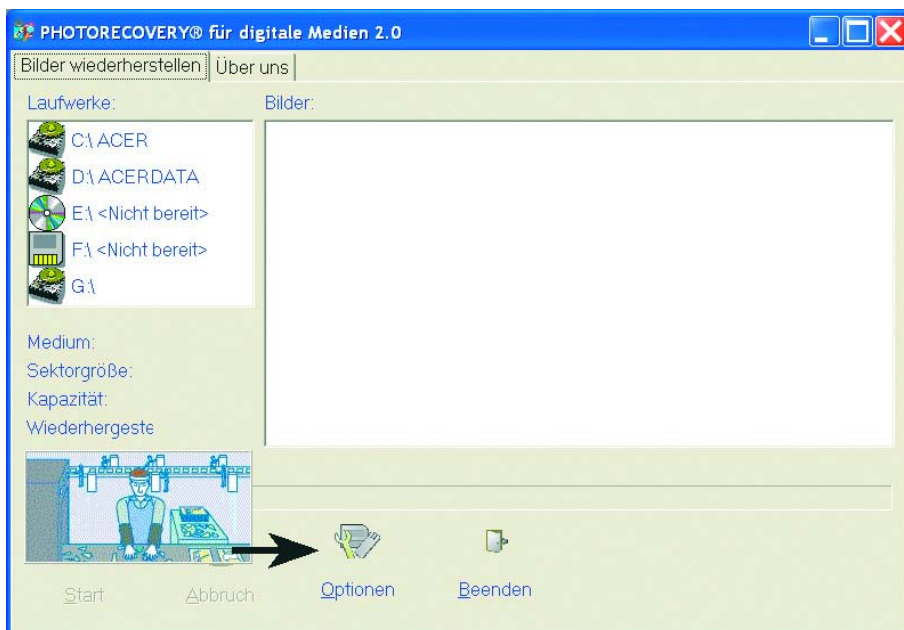 PHOTORECOVERY® für digitale Medien 2.0
Bilder wiederherstellen Über uns
Laufwerke: Bilder:
C:\ ACER
D:\ ACERDATA
E:\ <Nicht bereit>
F:\ <Nicht bereit>
G:\
Medium:
Sektorgröße:
Kapazität:
Wiederhergeste
Start Abbruch Optionen Beenden